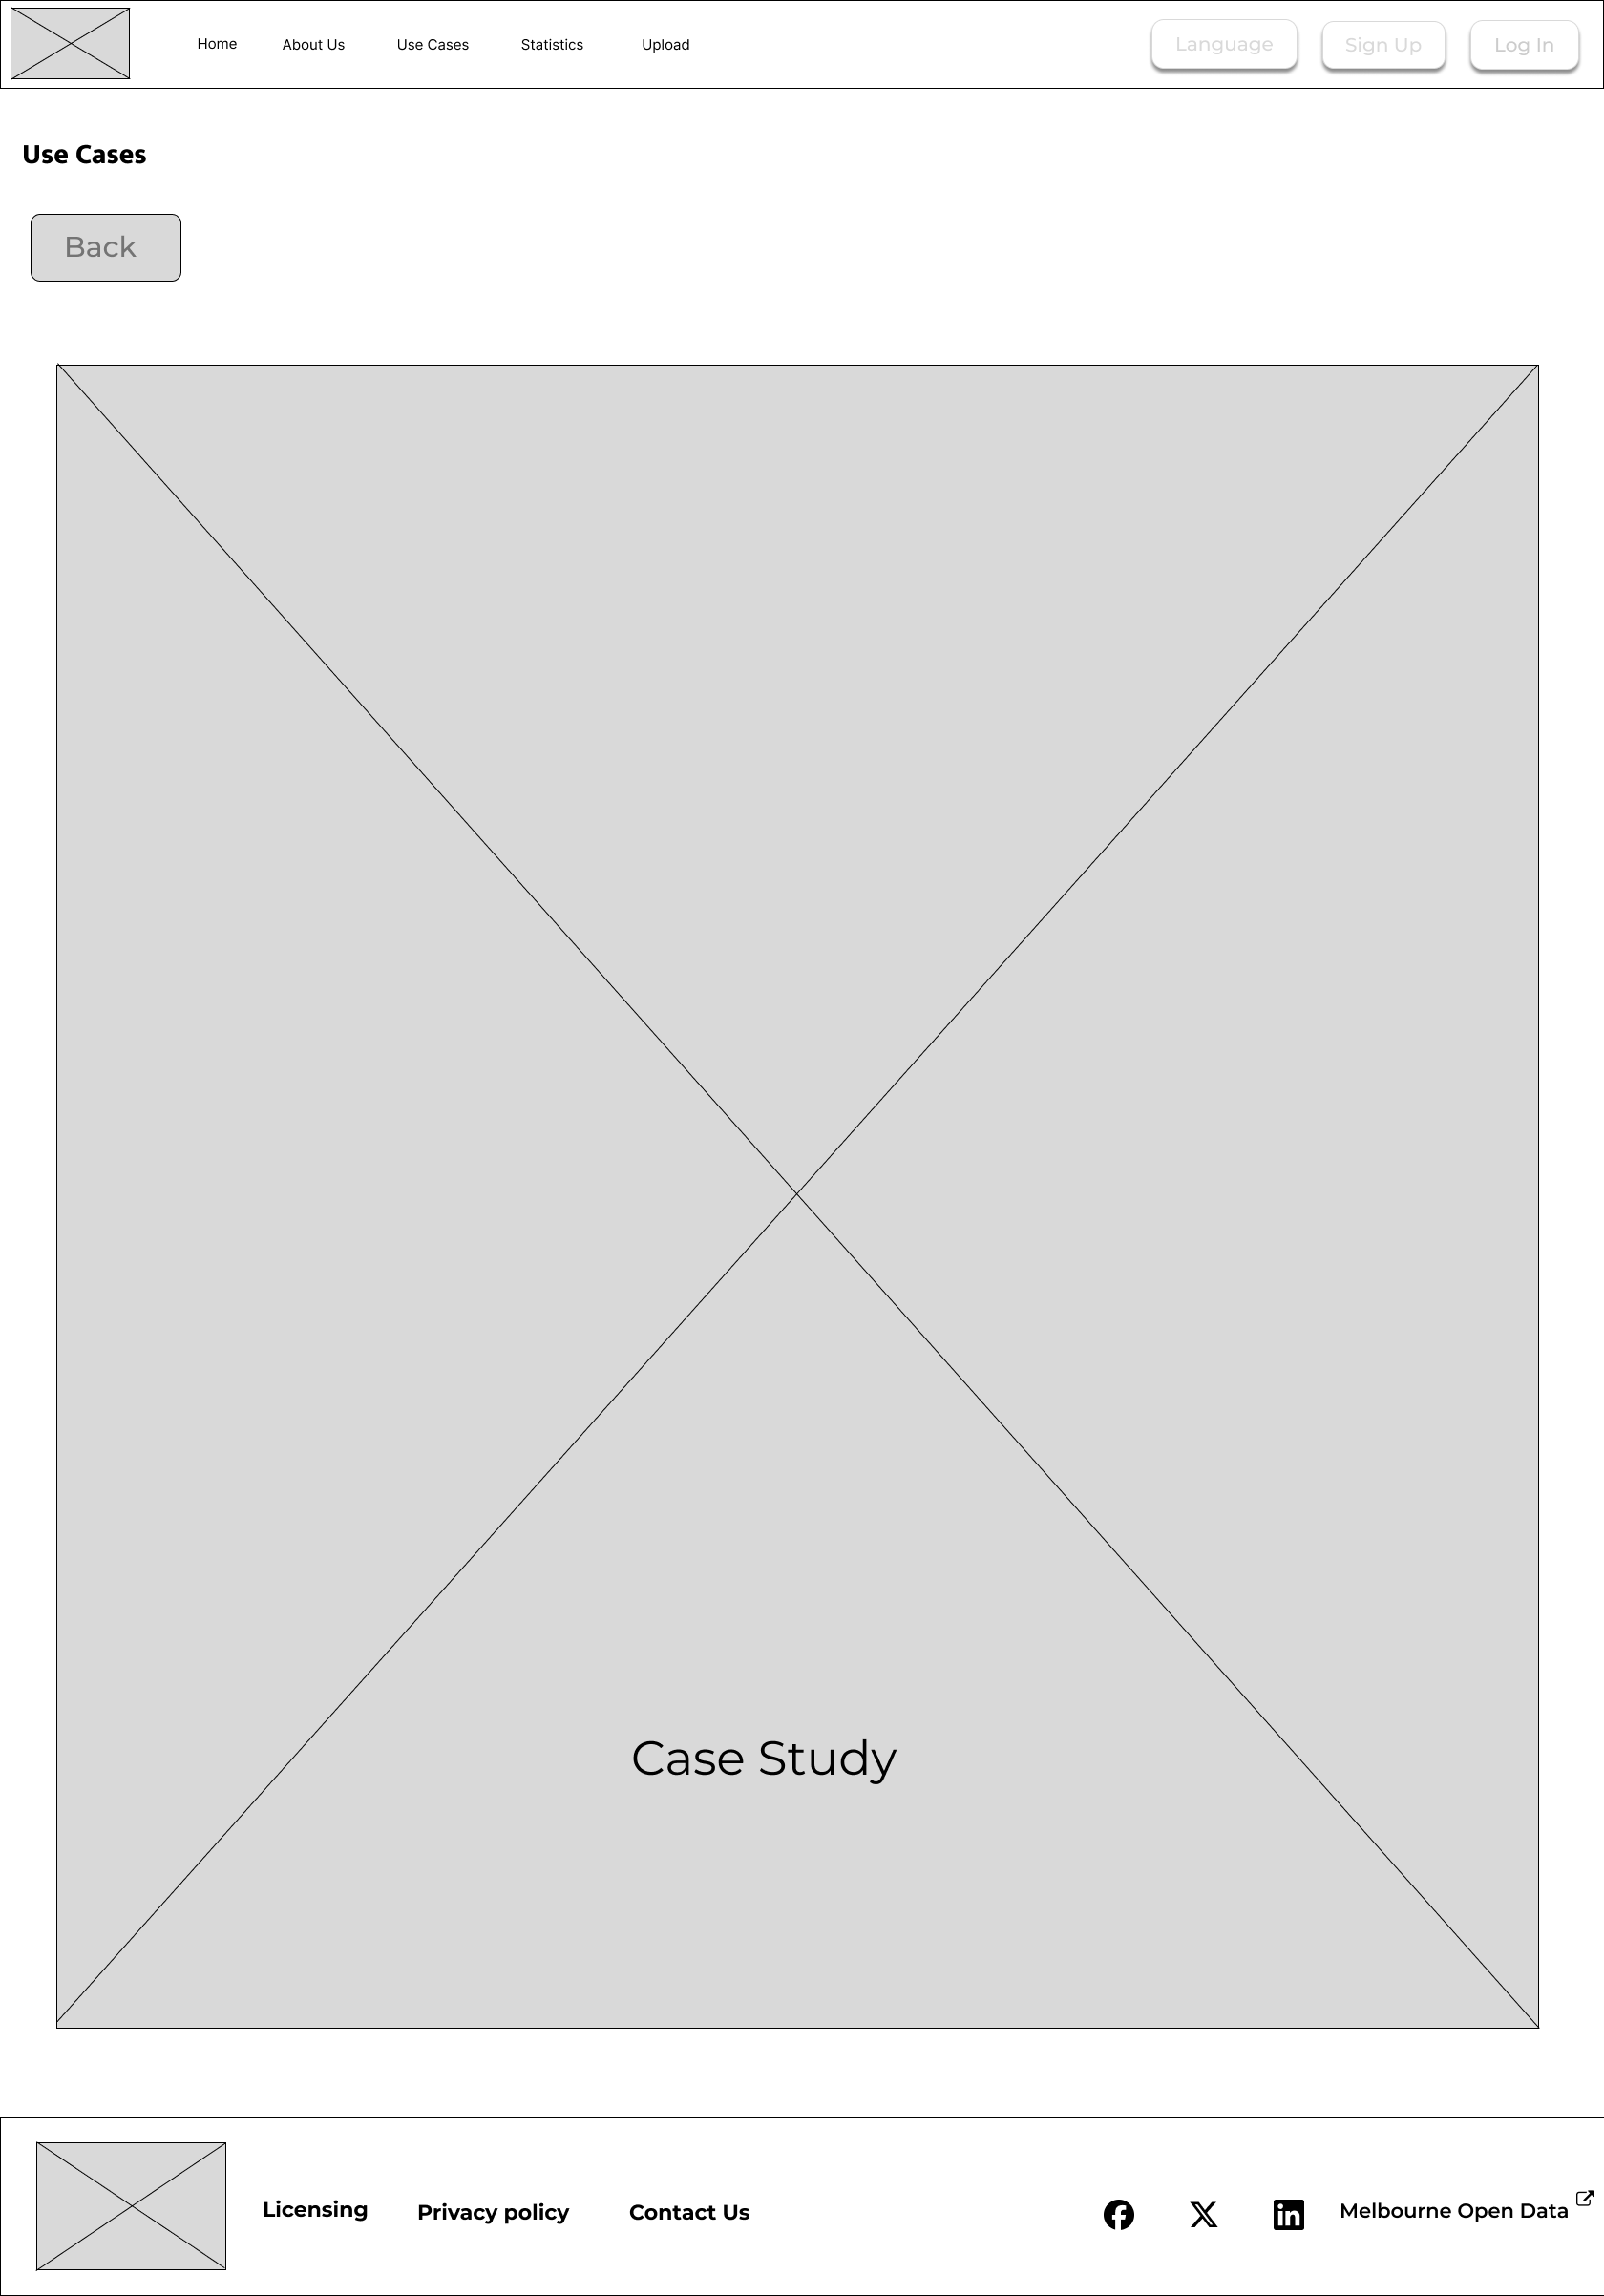 Home About Us Use Cases Statistics Upload Language Sign Up Log In
Use Cases
Back
Case Study
Licensing Privacy policy Contact Us Melbourne Open Data